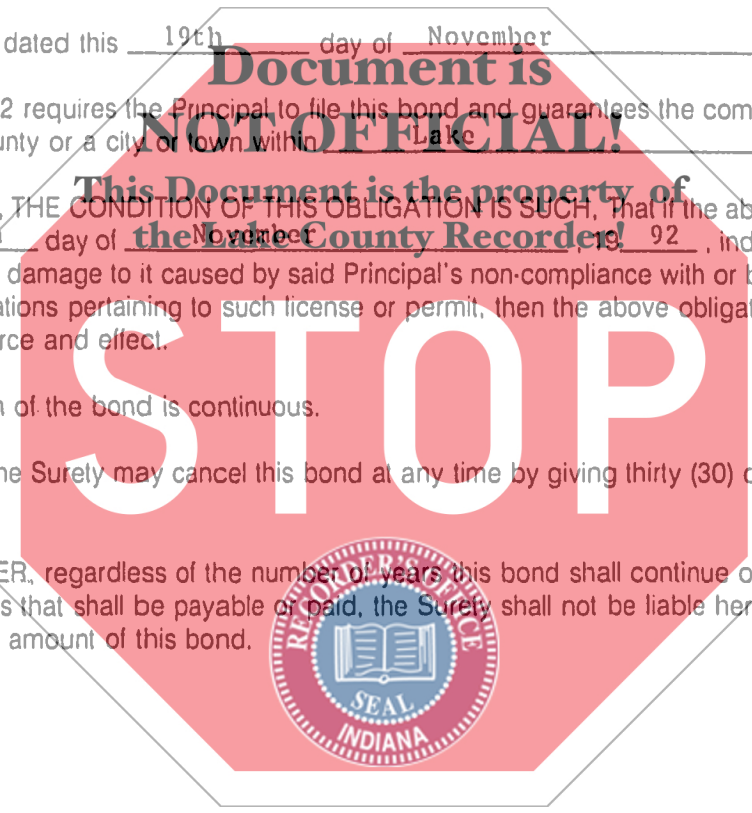 dated this 19th day of November
Document is
2 requires the Principal to file this bond and guarantees the com
unty or a city or town within Lake
NOT OFFICIAL!
This Document is the property of
, THE CONDITION OF THIS OBLIGATION IS SUCH, That if the ab
day of November, 19 92 , ind
the Lake County Recorder!
damage to it caused by said Principal's non-compliance with or b
ations pertaining to such license or permit, then the above obligat
rce and effect.
STOP
n of the bond is continuous.
he Surety may cancel this bond at any time by giving thirty (30) d
ER, regardless of the number of years this bond shall continue o
s that shall be payable or paid, the Surety shall not be liable her
amount of this bond.
RECORDER'S OFFICE
SEAL
INDIANA